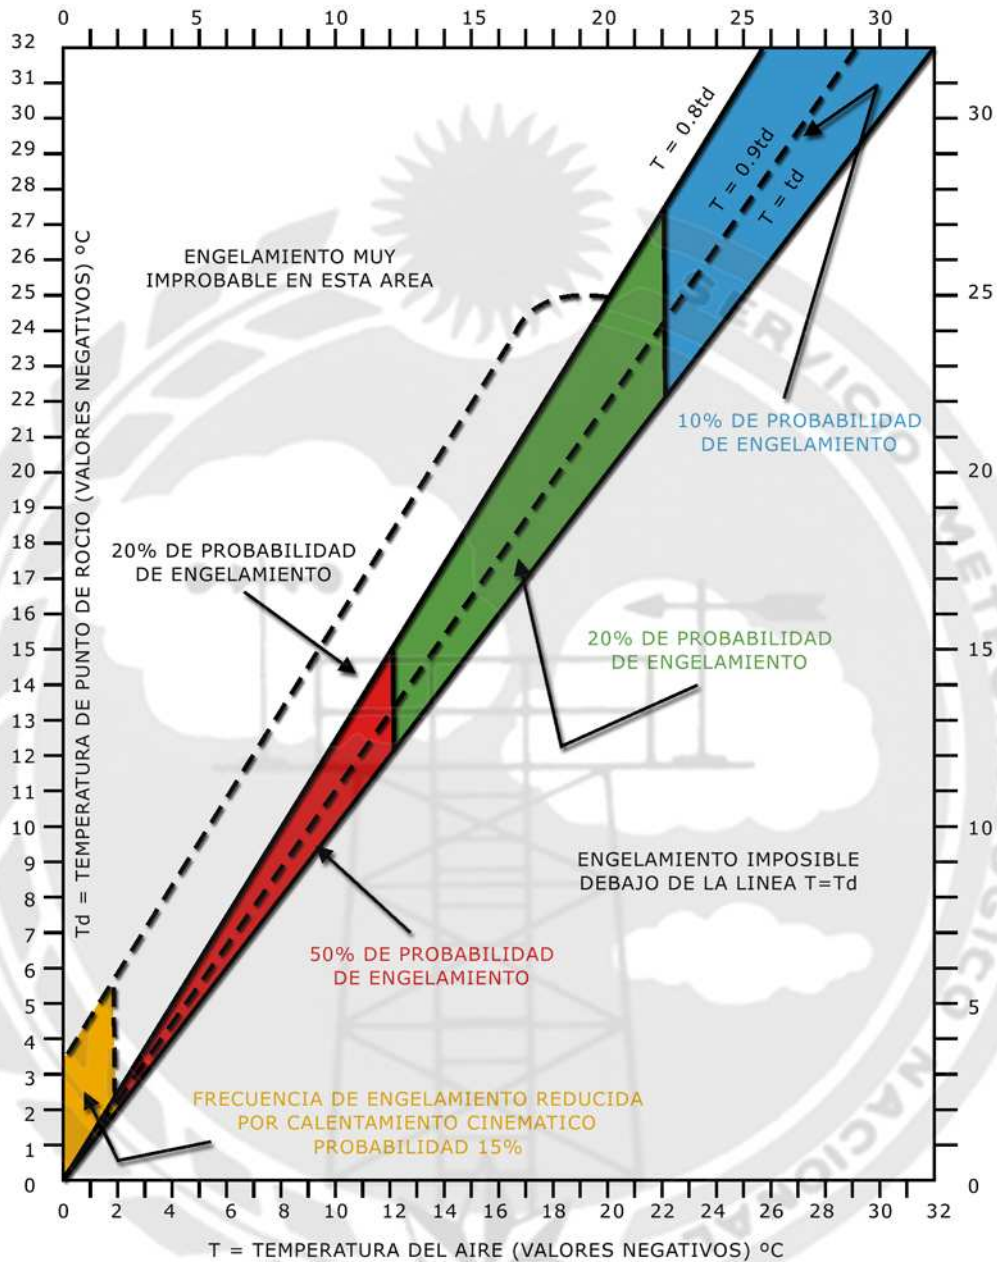 0 5 10 15 20 25 30
32
31
30
29
28
27
26
25
24
23
22
21
20
19
18
17
16
15
14
13
12
11
10
9
8
7
6
5
4
3
2
1
0
Td = TEMPERATURA DE PUNTO DE ROCIO (VALORES NEGATIVOS) ºC
T = 0.8td
T = 0.9td
T = td
ENGELAMIENTO MUY
IMPROBABLE EN ESTA AREA
10% DE PROBABILIDAD
DE ENGELAMIENTO
20% DE PROBABILIDAD
DE ENGELAMIENTO
20% DE PROBABILIDAD
DE ENGELAMIENTO
ENGELAMIENTO IMPOSIBLE
DEBAJO DE LA LINEA T=Td
50% DE PROBABILIDAD
DE ENGELAMIENTO
FRECUENCIA DE ENGELAMIENTO REDUCIDA
POR CALENTAMIENTO CINEMATICO
PROBABILIDAD 15%
30
25
20
15
10
5
0
0 2 4 6 8 10 12 14 16 18 20 22 24 26 28 30 32
T = TEMPERATURA DEL AIRE (VALORES NEGATIVOS) ºC
SERVICIO
NACIONAL